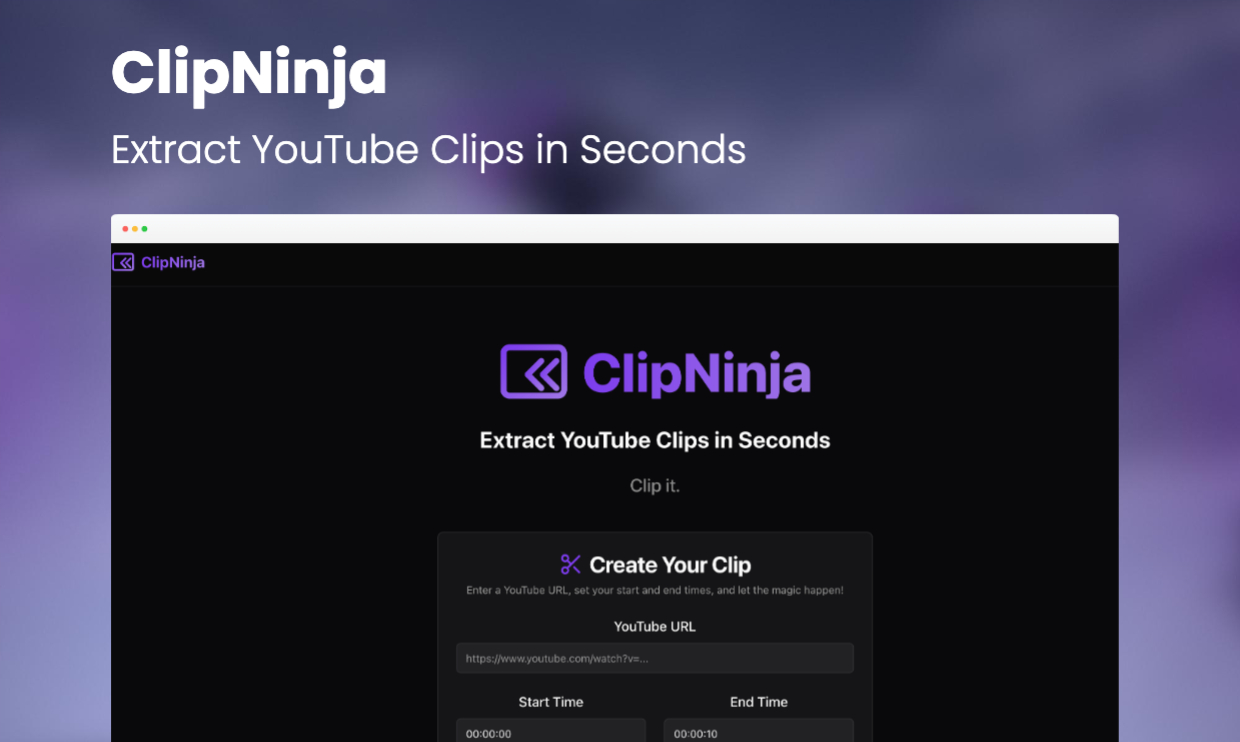 ClipNinja
Extract YouTube Clips in Seconds
ClipNinja
ClipNinja
Extract YouTube Clips in Seconds
Clip it.
Create Your Clip
Enter a YouTube URL, set your start and end times, and let the magic happen!
YouTube URL
https://www.youtube.com/watch?v=...
Start Time End Time
00:00:00 00:00:10